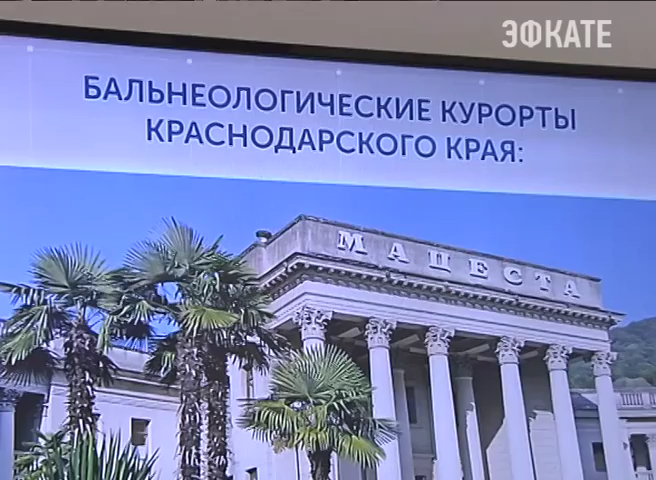 ЭФКАТЕ
БАЛЬНЕОЛОГИЧЕСКИЕ КУРОРТЫ
КРАСНОДАРСКОГО КРАЯ:
МАЦЕСТА